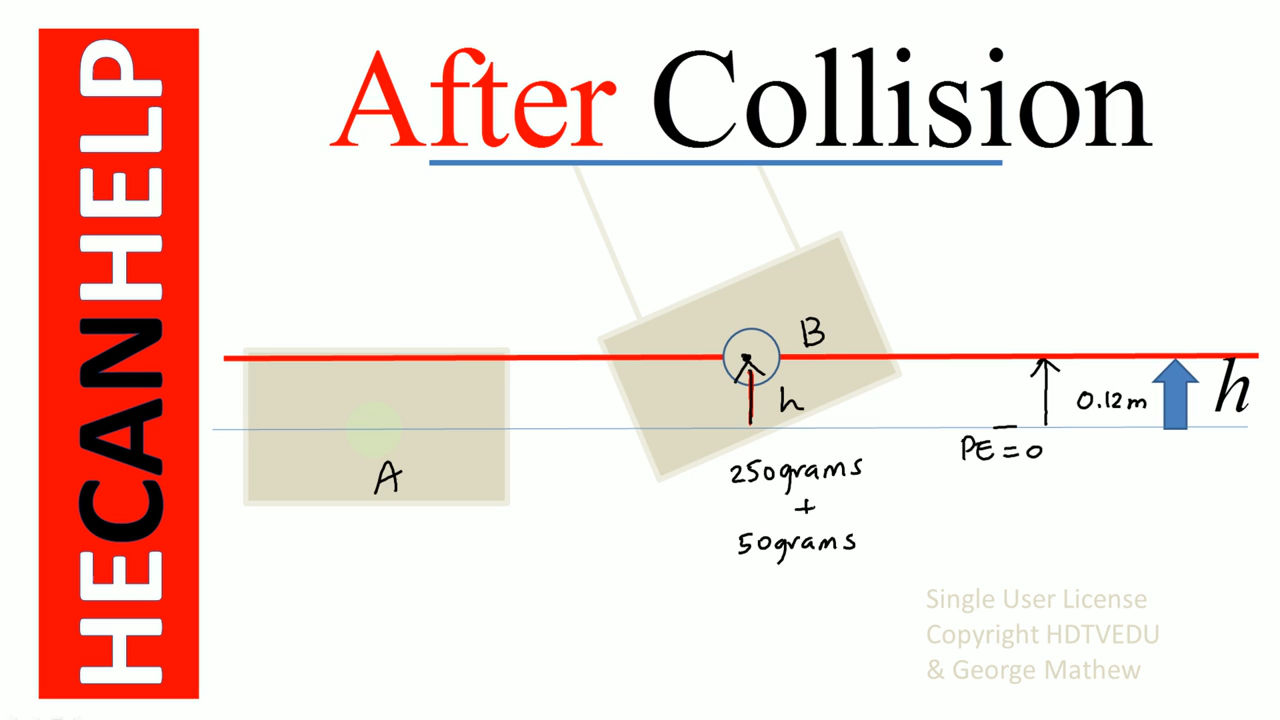 HECANHELP
After Collision
B
h
0.12m
h
PE = 0
A
250grams
+
50grams
Single User License
Copyright HDTVEDU
& George Mathew